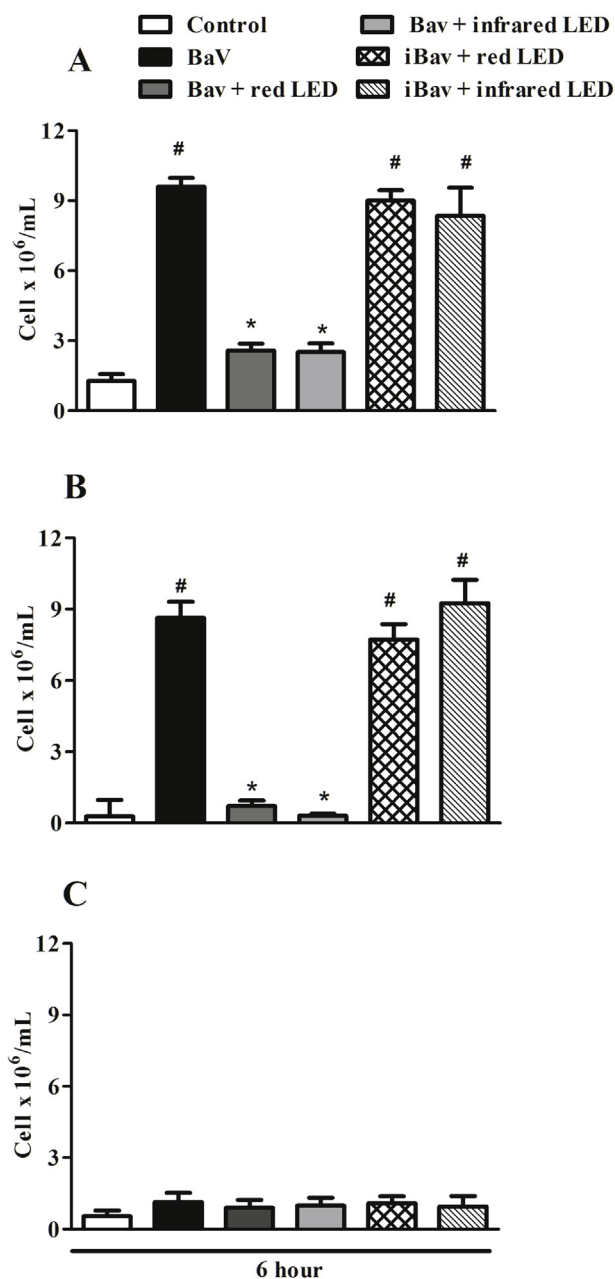 Control
BaV
Bav + red LED
Bav + infrared LED
iBav + red LED
iBav + infrared LED
A
Cell x 10⁶/mL
12
9
6
3
0
#
*
*
#
#
B
Cell x 10⁶/mL
12
9
6
3
0
#
*
*
#
#
C
Cell x 10⁶/mL
12
9
6
3
0
6 hour